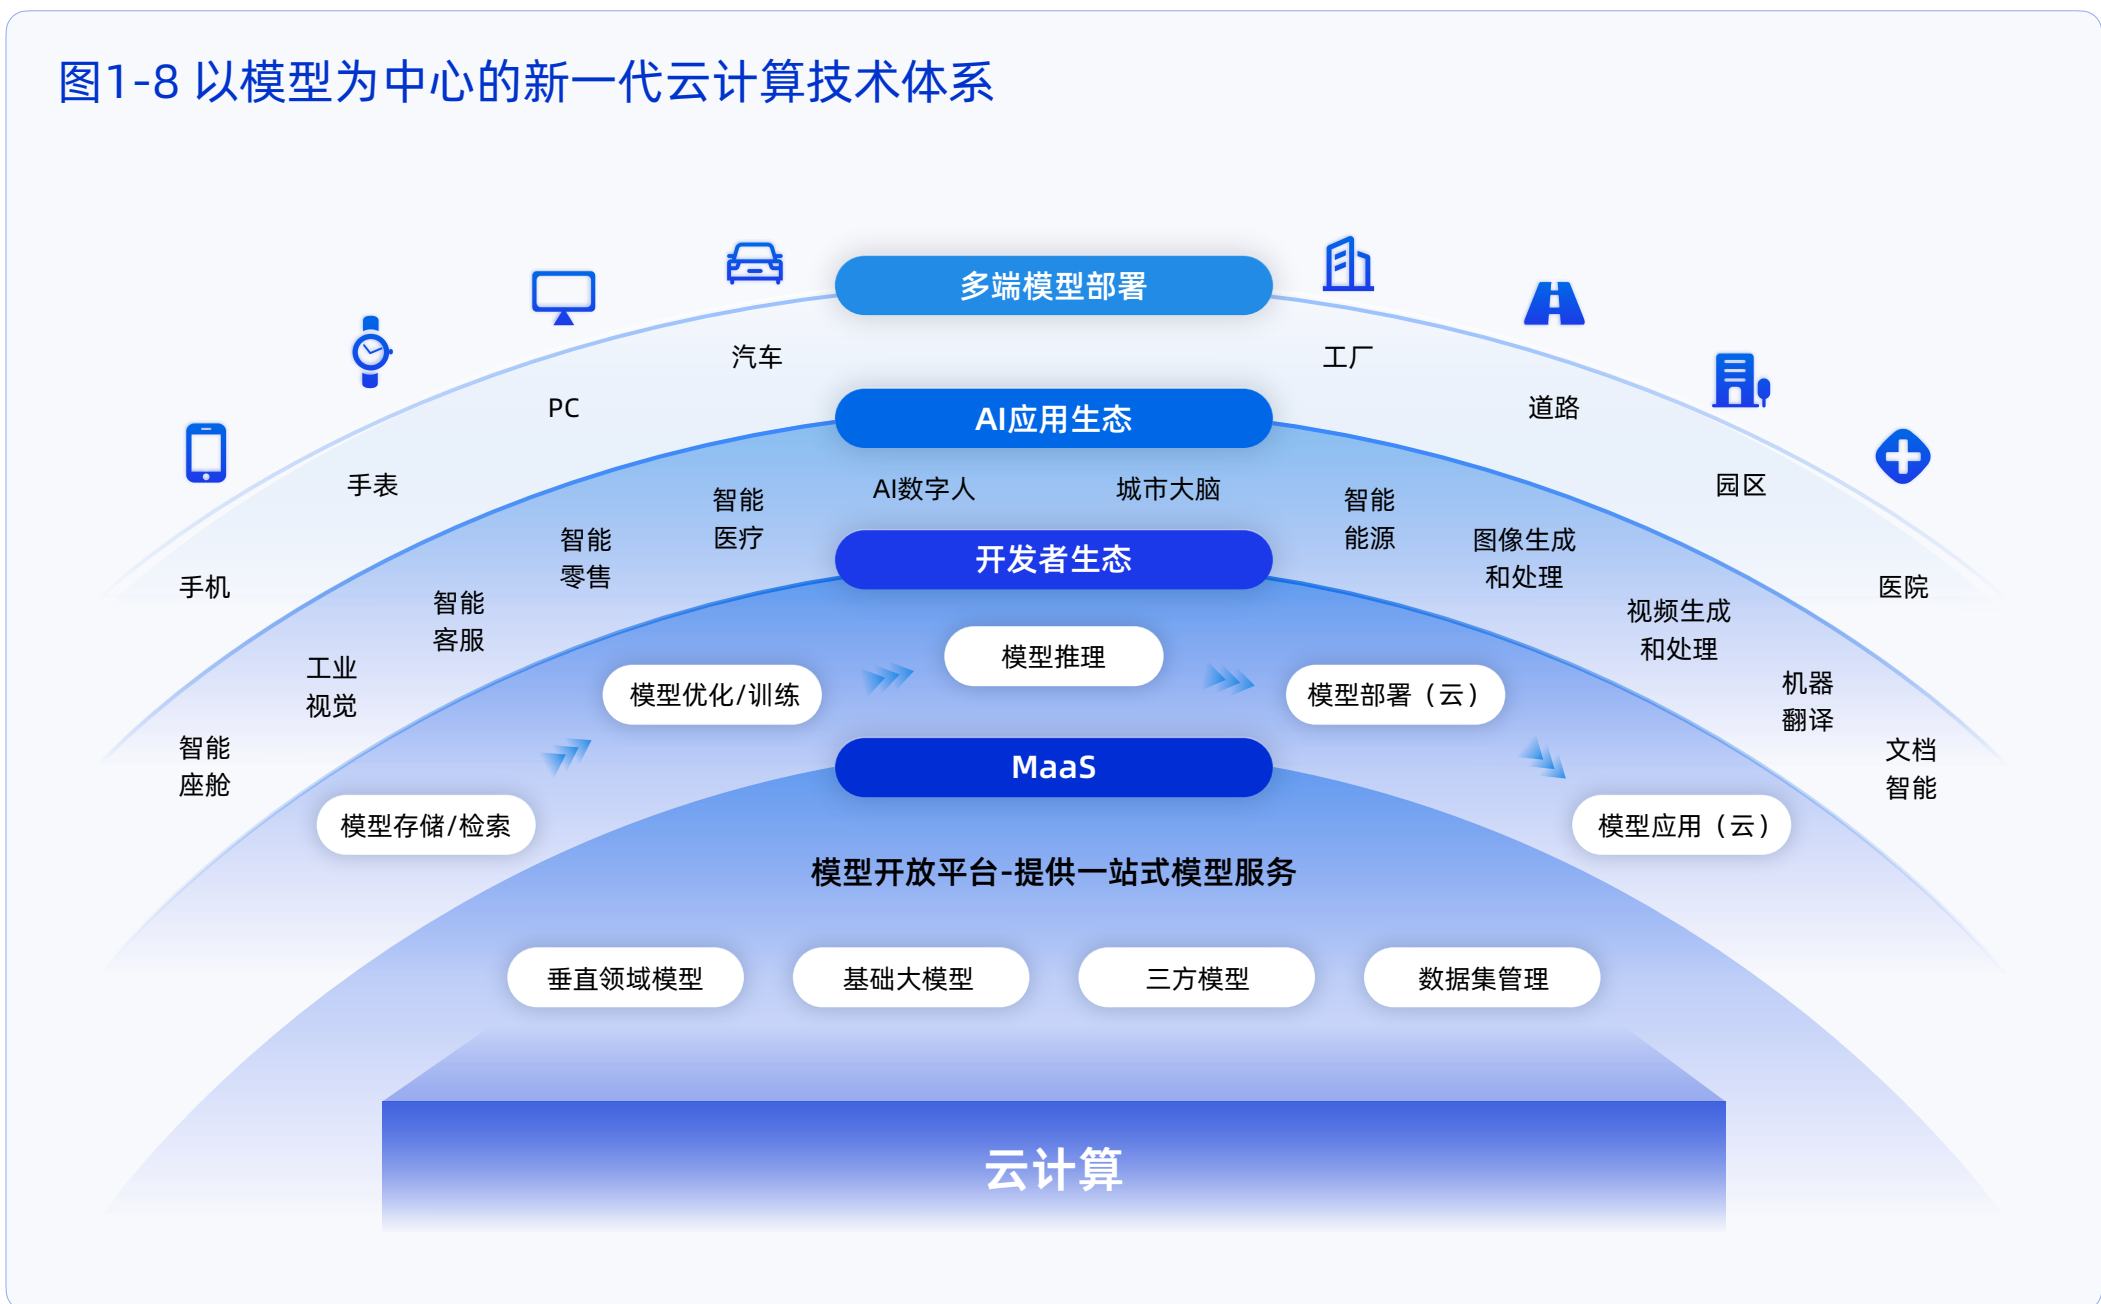 图1-8 以模型为中心的新一代云计算技术体系
多端模型部署
手机
手表
PC
汽车
工厂
道路
园区
医院
AI应用生态
智能
座舱
工业
视觉
智能
客服
智能
零售
智能
医疗
AI数字人
城市大脑
智能
能源
图像生成
和处理
视频生成
和处理
机器
翻译
文档
智能
开发者生态
模型存储/检索
模型优化/训练
模型推理
模型部署（云）
模型应用（云）
MaaS
模型开放平台-提供一站式模型服务
垂直领域模型
基础大模型
三方模型
数据集管理
云计算